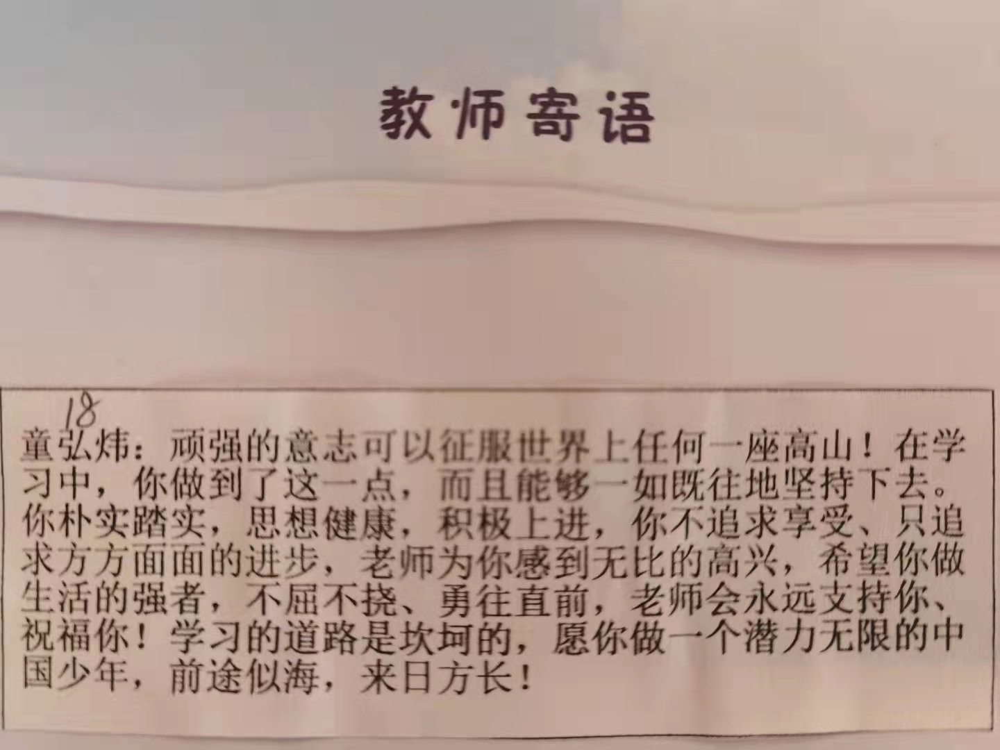 教师寄语
18
童弘炜：顽强的意志可以征服世界上任何一座高山！在学
习中，你做到了这一点，而且能够一如既往地坚持下去。
你朴实踏实，思想健康，积极上进，你不追求享受、只追
求方方面面的进步，老师为你感到无比的高兴，希望你做
生活的强者，不屈不挠、勇往直前，老师会永远支持你、
祝福你！学习的道路是坎坷的，愿你做一个潜力无限的中
国少年，前途似海，来日方长！